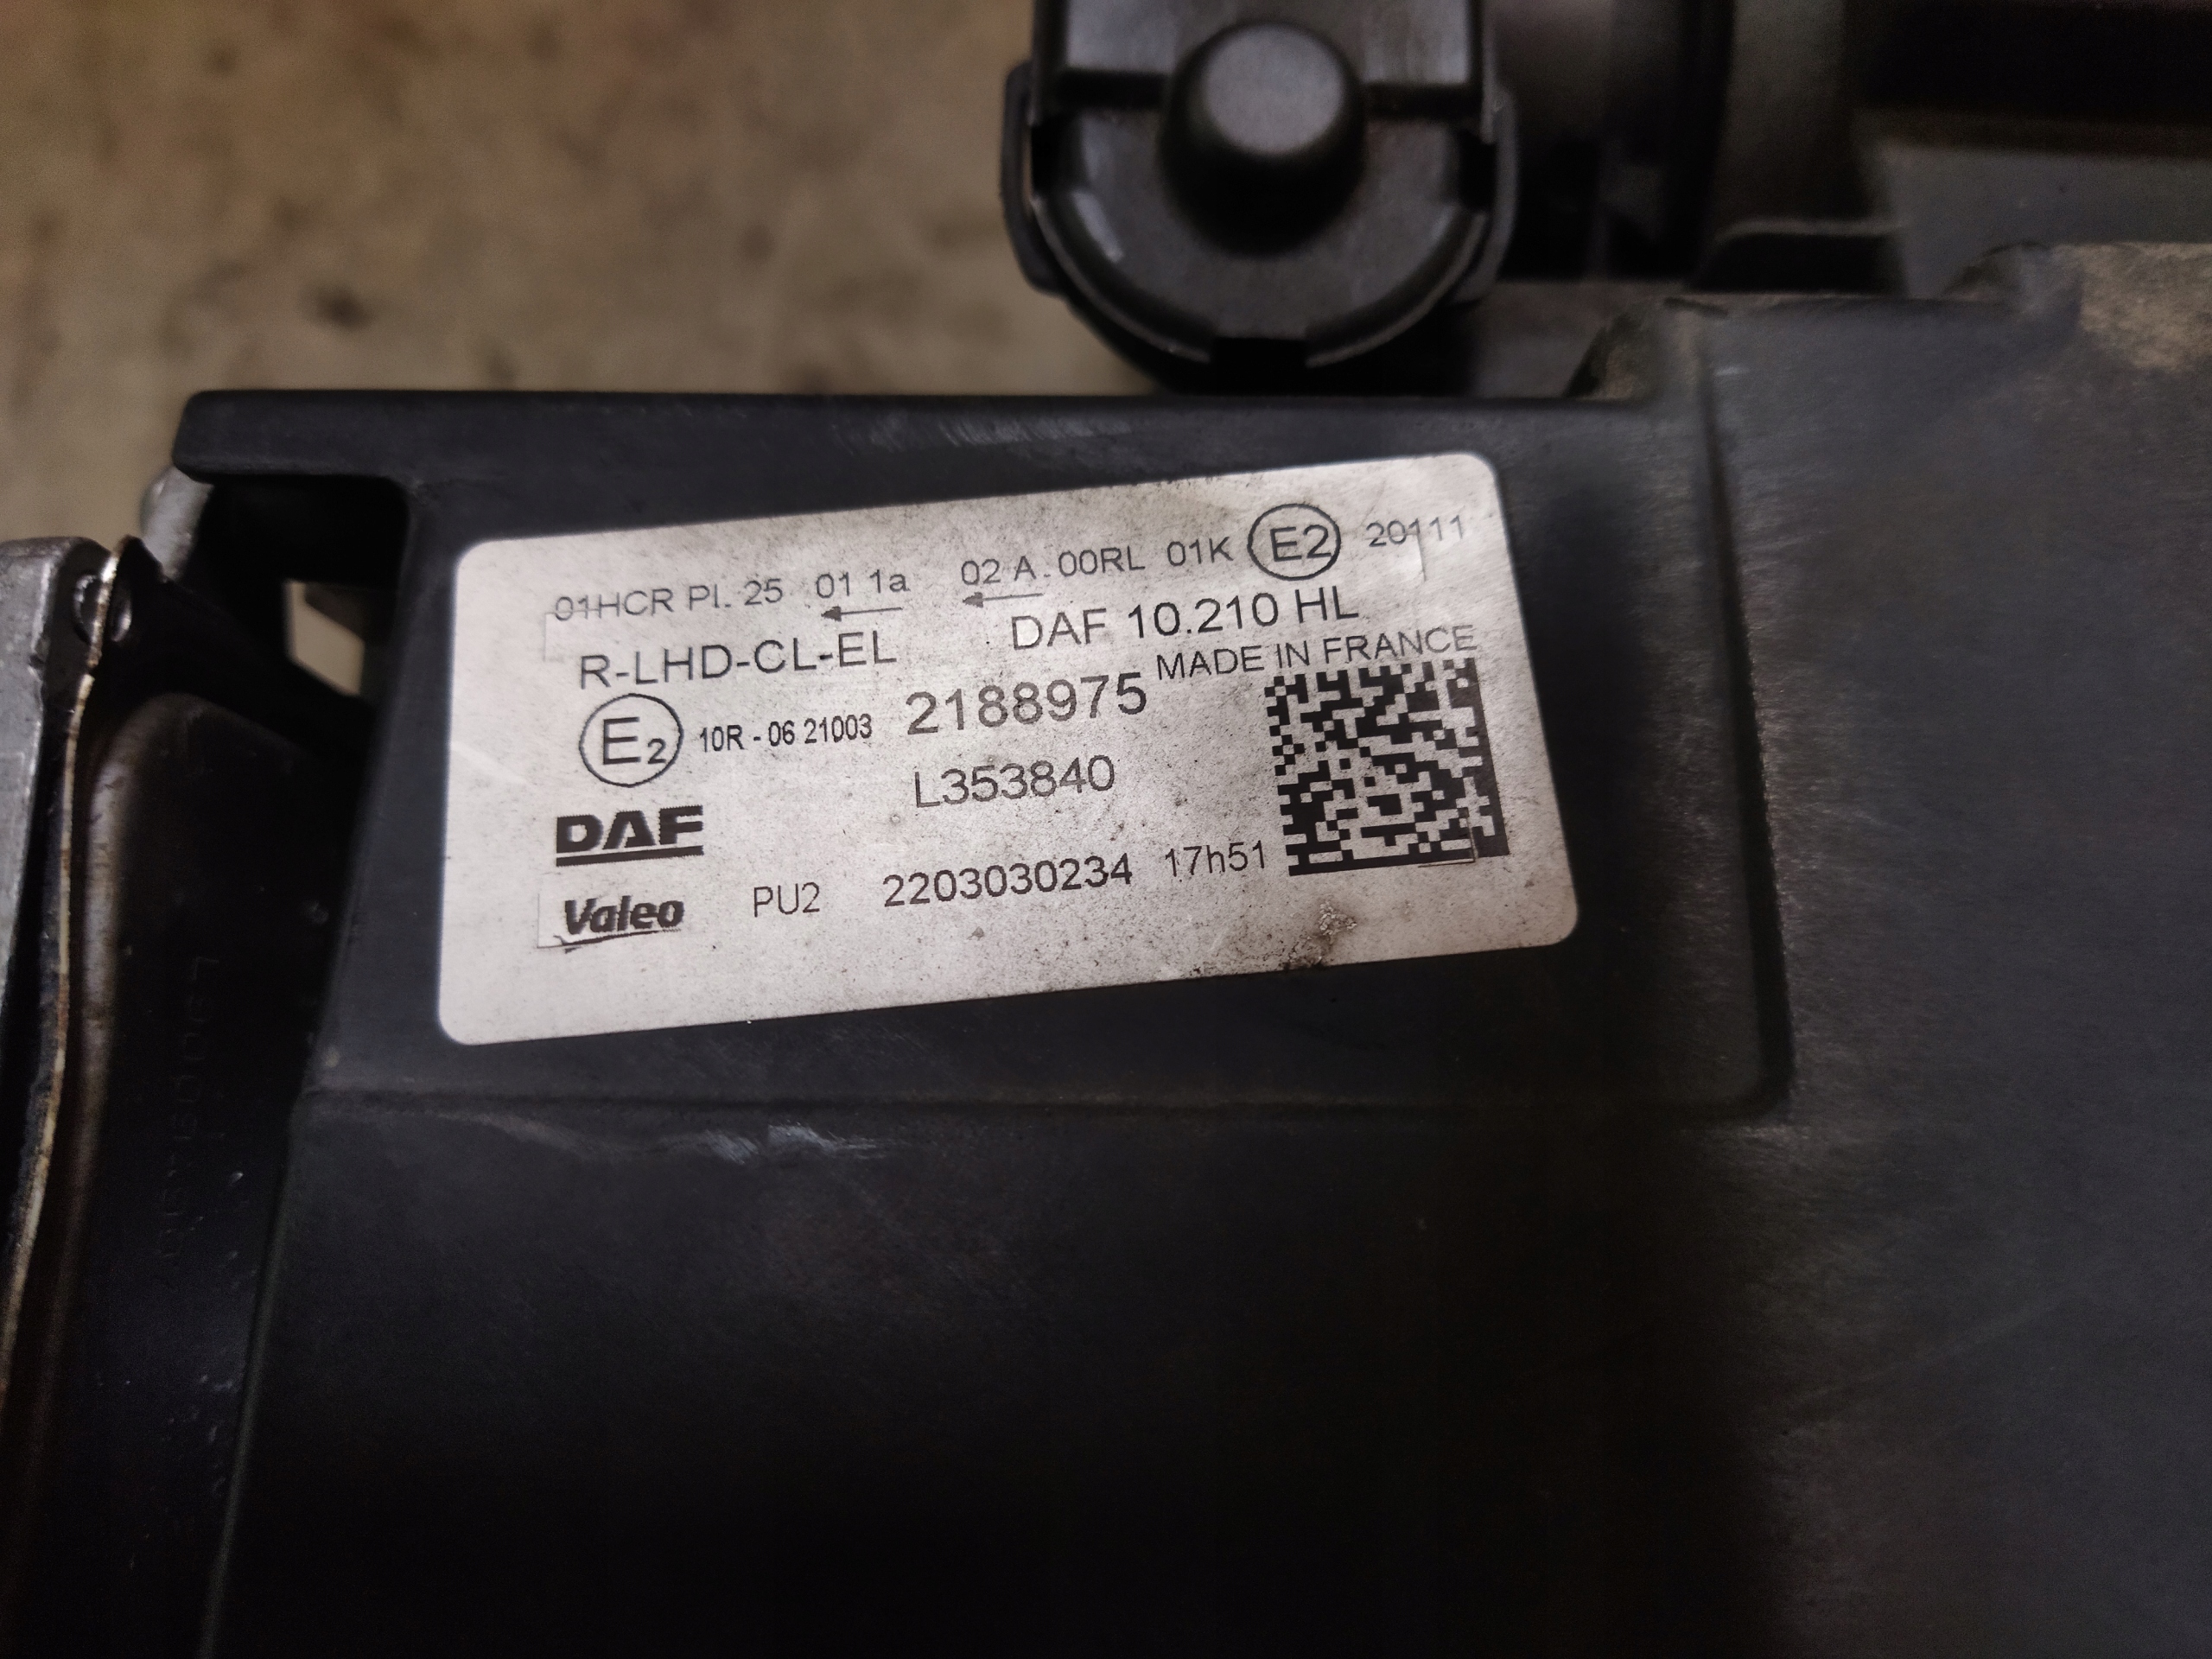 01HCR Pl. 25 01 1a 02 A 00RL 01K E2 20111
R-LHD-CL-EL DAF 10.210 HL
MADE IN FRANCE
E2 10R - 06 21003 2188975
L353840
DAF
Valeo PU2 2203030234 17h51